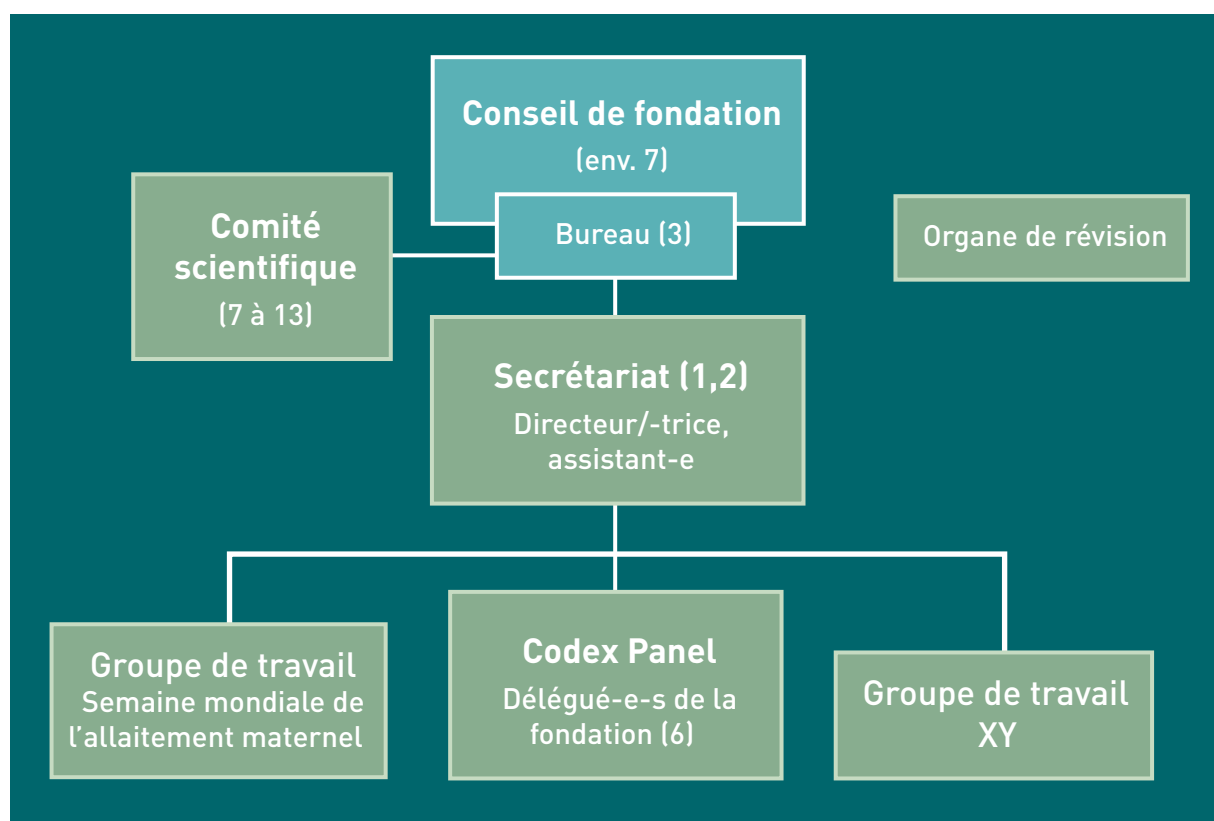 Conseil de fondation
(env. 7)
Bureau (3)
Comité
scientifique
(7 à 13)
Organe de révision
Secrétariat (1,2)
Directeur/-trice,
assistant-e
Groupe de travail
Semaine mondiale de
l’allaitement maternel
Codex Panel
Délégué-e-s de la
fondation (6)
Groupe de travail
XY